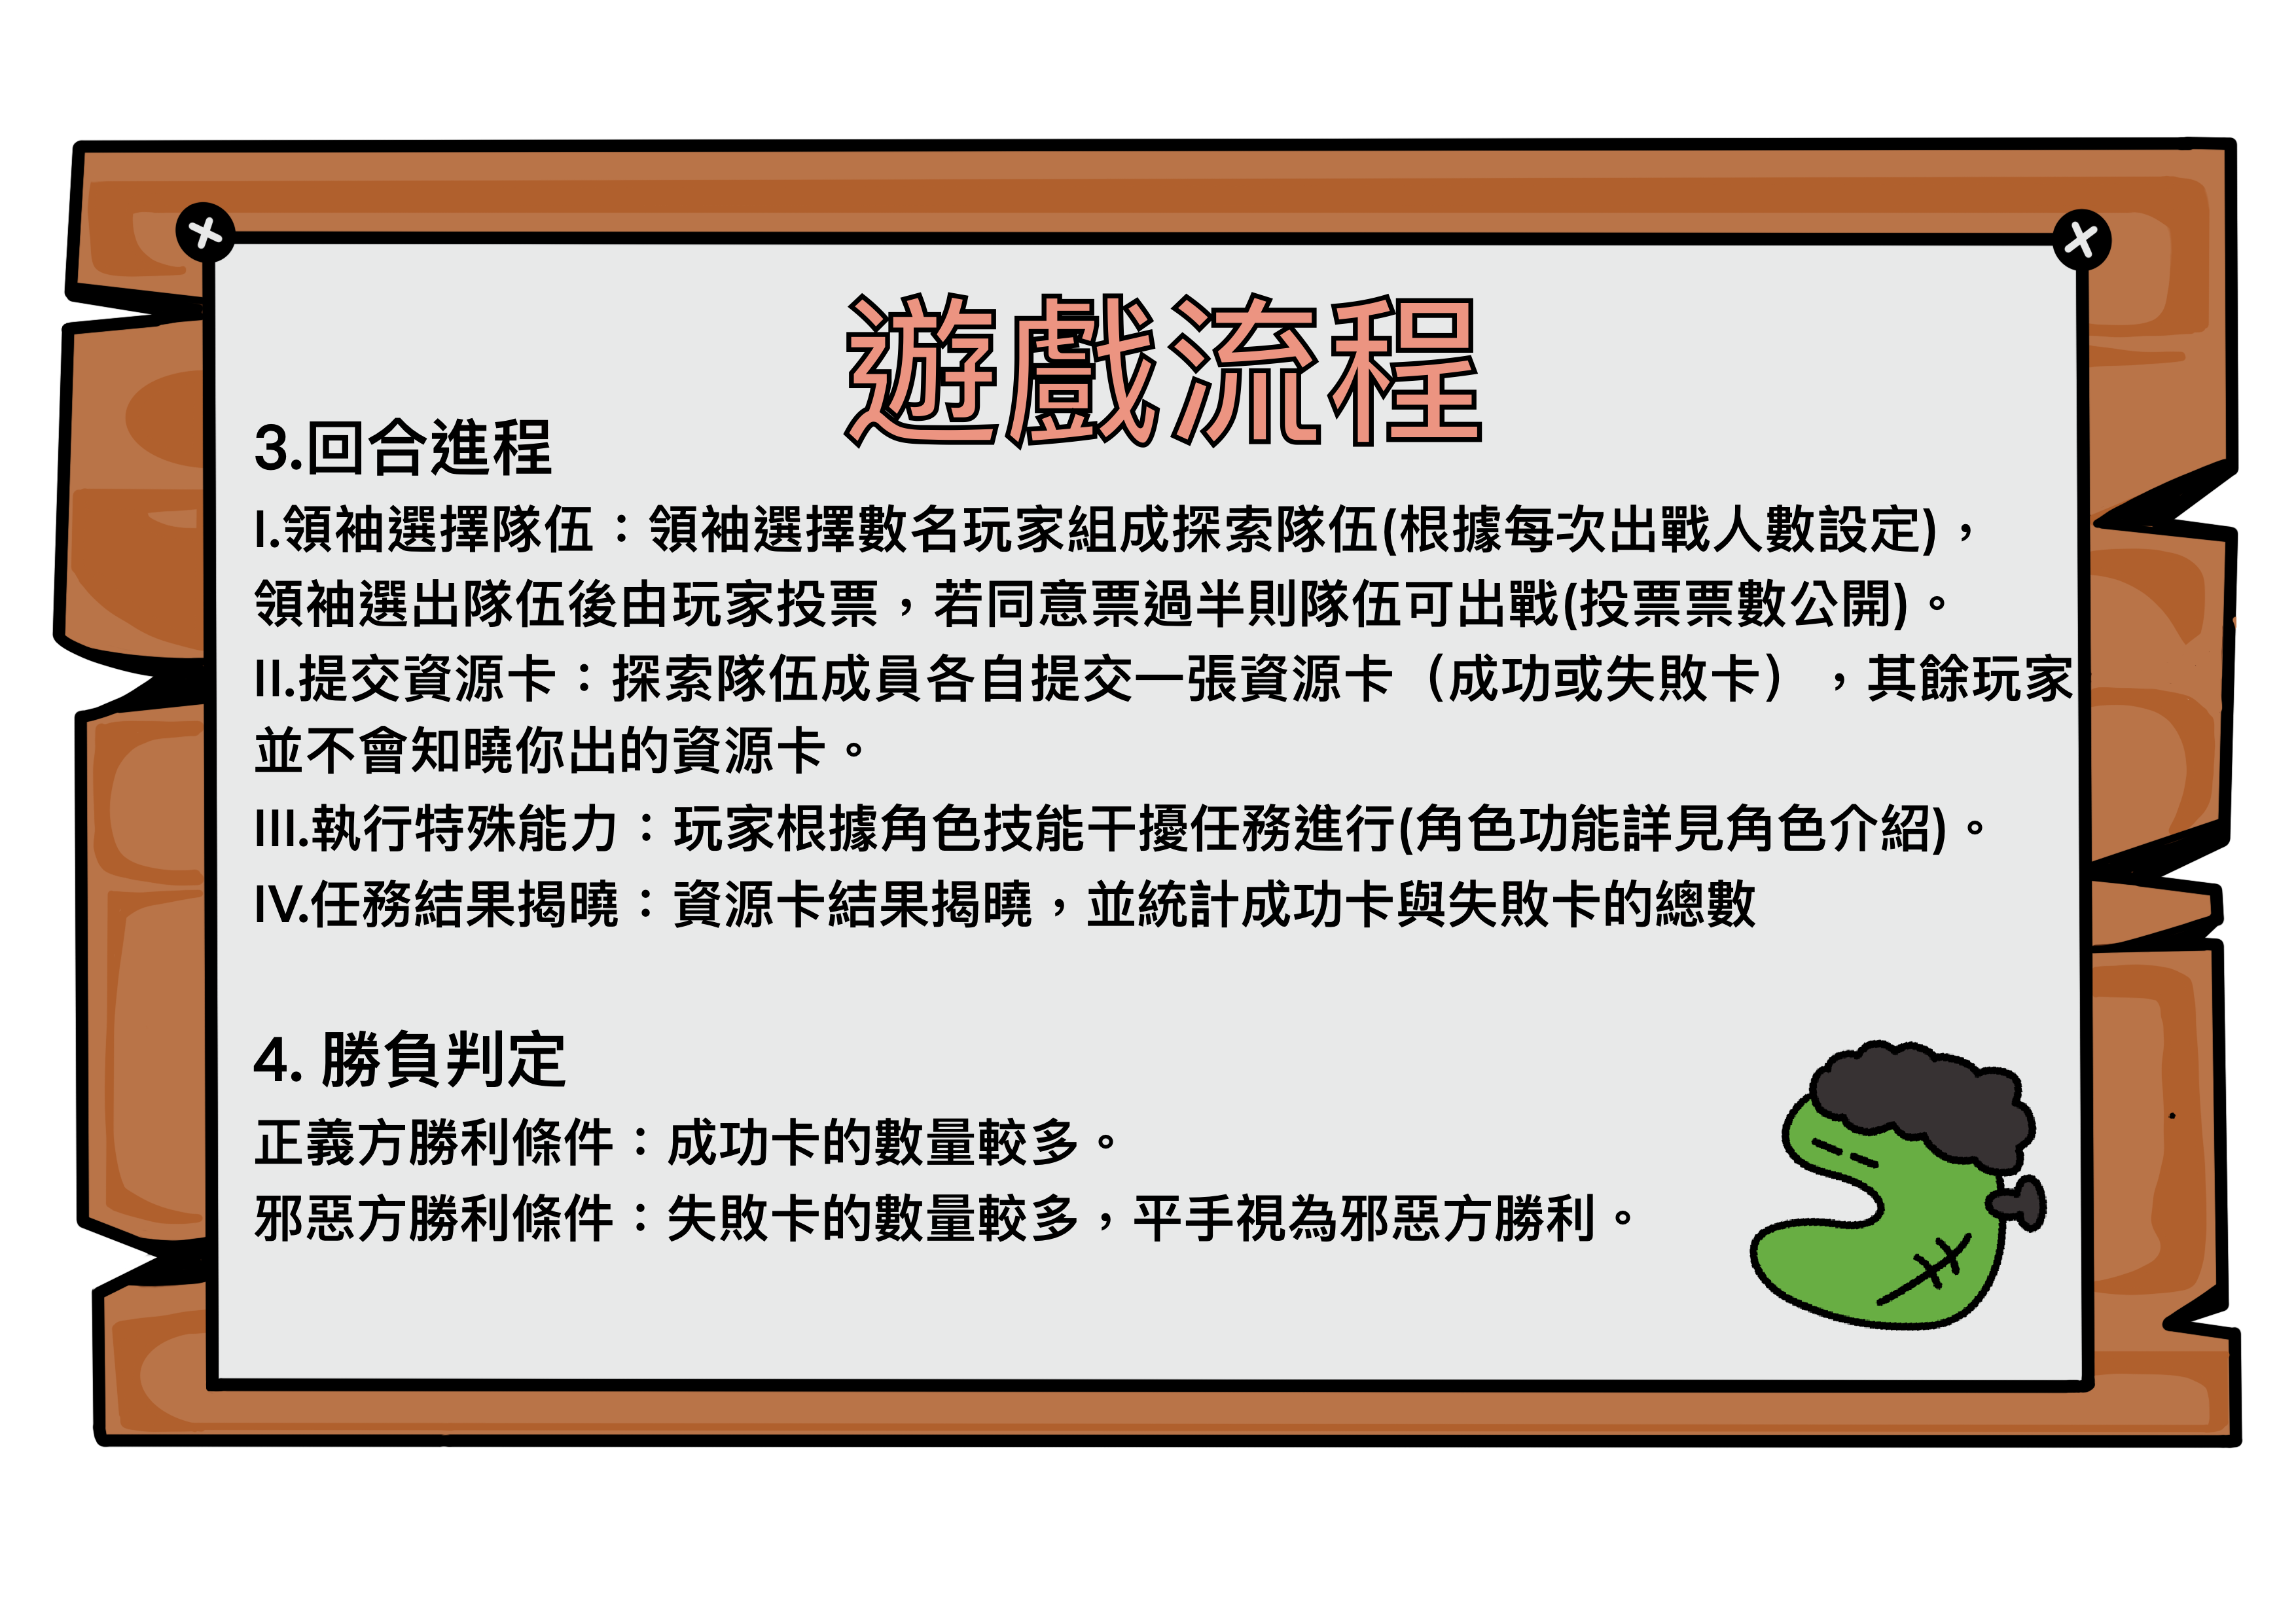 遊戲流程
3.回合進程
I.領袖選擇隊伍：領袖選擇數名玩家組成探索隊伍(根據每次出戰人數設定)，
領袖選出隊伍後由玩家投票，若同意票過半則隊伍可出戰(投票票數公開)。
II.提交資源卡：探索隊伍成員各自提交一張資源卡（成功或失敗卡），其餘玩家
並不會知曉你出的資源卡。
III.執行特殊能力：玩家根據角色技能干擾任務進行(角色功能詳見角色介紹)。
IV.任務結果揭曉：資源卡結果揭曉，並統計成功卡與失敗卡的總數
4. 勝負判定
正義方勝利條件：成功卡的數量較多。
邪惡方勝利條件：失敗卡的數量較多，平手視為邪惡方勝利。